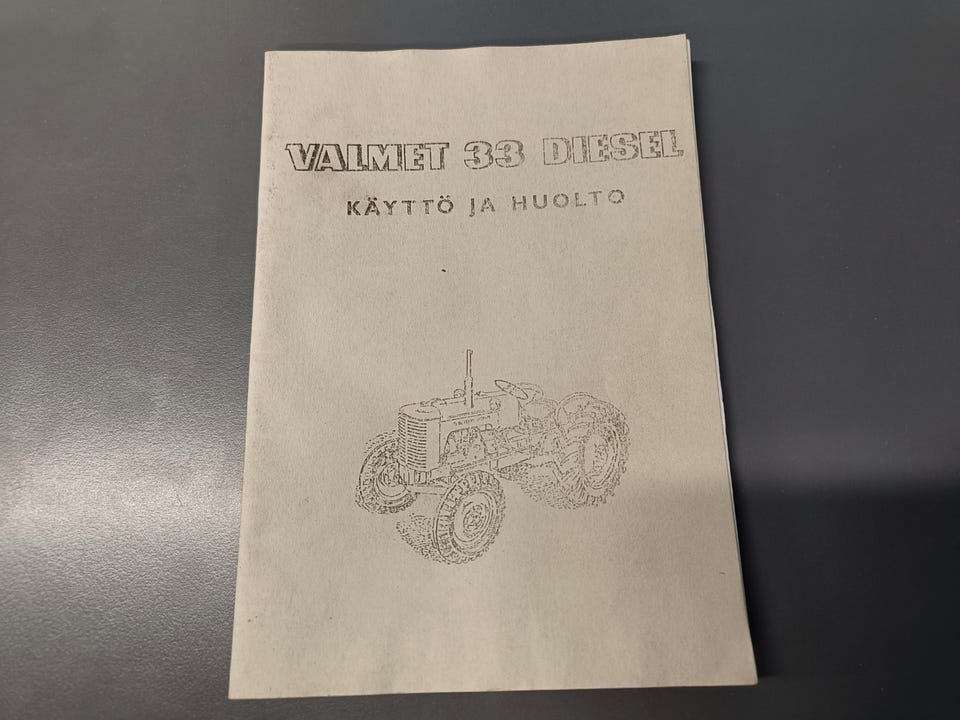 VALMET 33 DIESEL
KÄYTTÖ JA HUOLTO